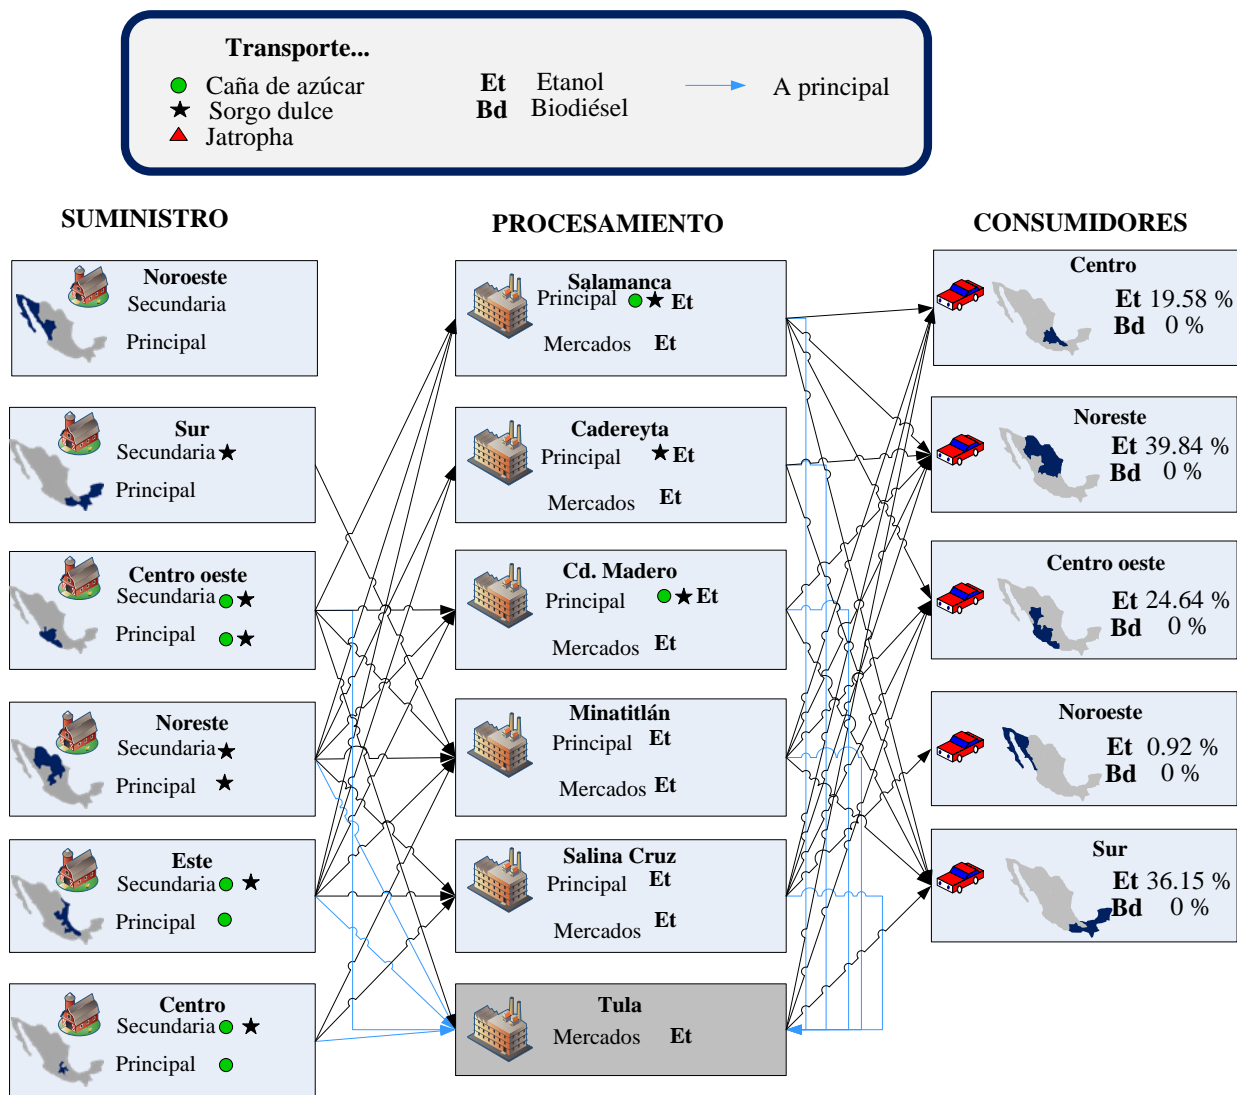 Transporte...
Caña de azúcar
Sorgo dulce
Jatropha
Et Etanol
Bd Biodiésel
A principal
SUMINISTRO
Noroeste
Secundaria
Principal
Sur
Secundaria
Principal
Centro oeste
Secundaria
Principal
Noreste
Secundaria
Principal
Este
Secundaria
Principal
Centro
Secundaria
Principal
PROCESAMIENTO
Salamanca
Principal Et
Mercados Et
Cadereyta
Principal Et
Mercados Et
Cd. Madero
Principal Et
Mercados Et
Minatitlán
Principal Et
Mercados Et
Salina Cruz
Principal Et
Mercados Et
Tula
Mercados Et
CONSUMIDORES
Centro
Et 19.58 %
Bd 0 %
Noreste
Et 39.84 %
Bd 0 %
Centro oeste
Et 24.64 %
Bd 0 %
Noroeste
Et 0.92 %
Bd 0 %
Sur
Et 36.15 %
Bd 0 %